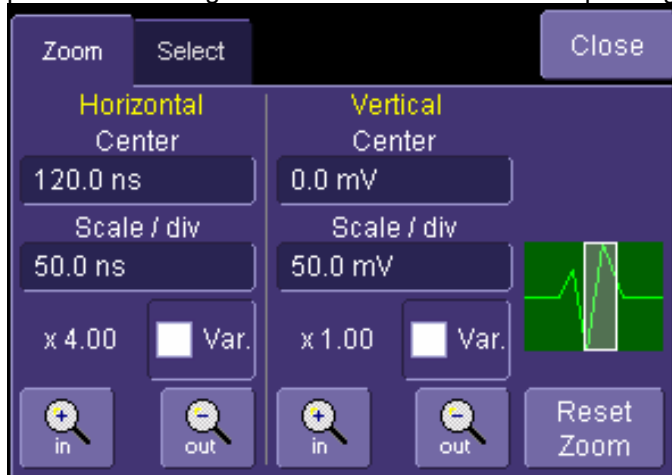 Zoom Select Close
Horizontal Vertical
Center Center
120.0 ns 0.0 mV
Scale / div Scale / div
50.0 ns 50.0 mV
x 4.00 Var. x 1.00 Var.
in out in out Reset
Zoom